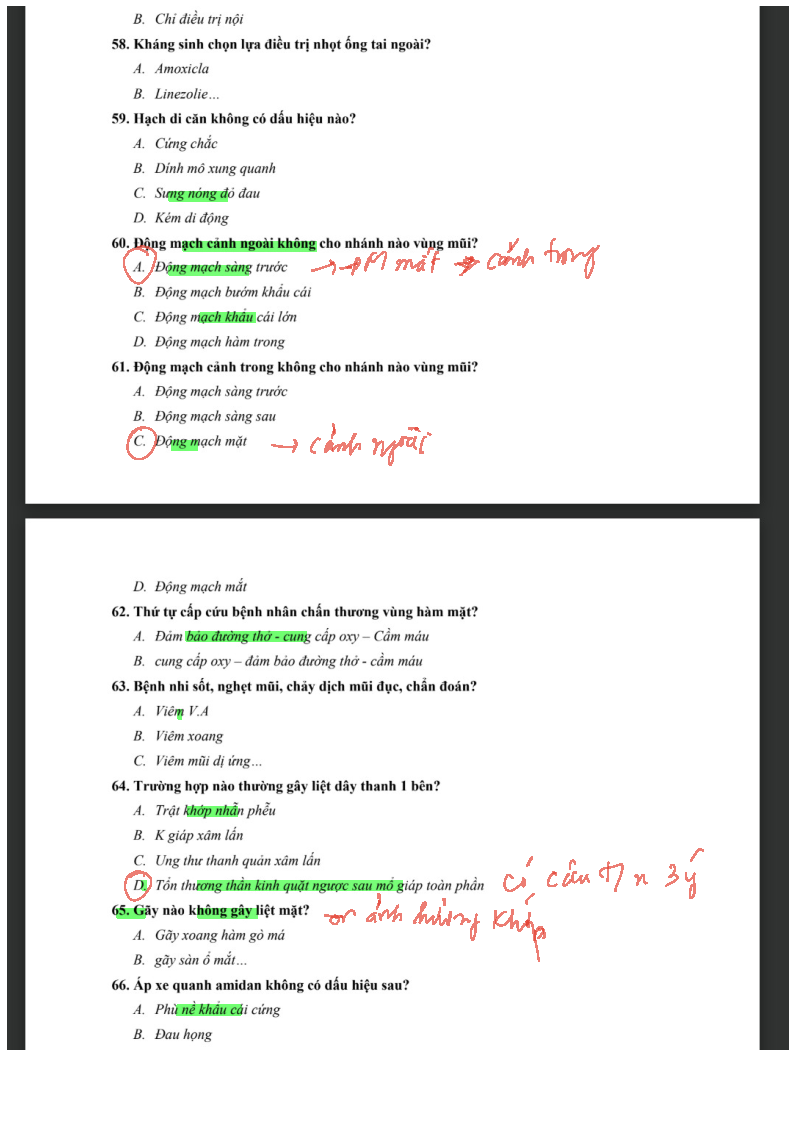 B. Chỉ điều trị nội
58. Kháng sinh chọn lựa điều trị nhọt ống tai ngoài?
A. Amoxicla
B. Linezolie…
59. Hạch di căn không có dấu hiệu nào?
A. Cứng chắc
B. Dính mô xung quanh
C. Sưng nóng đỏ đau
D. Kém di động
60. Động mạch cảnh ngoài không cho nhánh nào vùng mũi?
A. Động mạch sàng trước → → ĐM mắt → cảnh trong
B. Động mạch bướm khẩu cái
C. Động mạch khẩu cái lớn
D. Động mạch hàm trong
61. Động mạch cảnh trong không cho nhánh nào vùng mũi?
A. Động mạch sàng trước
B. Động mạch sàng sau
C. Động mạch mặt → cảnh ngoài
D. Động mạch mắt
62. Thứ tự cấp cứu bệnh nhân chấn thương vùng hàm mặt?
A. Đảm bảo đường thở - cung cấp oxy – Cầm máu
B. cung cấp oxy – đảm bảo đường thở - cầm máu
63. Bệnh nhi sốt, nghẹt mũi, chảy dịch mũi đục, chẩn đoán?
A. Viêm V.A
B. Viêm xoang
C. Viêm mũi dị ứng…
64. Trường hợp nào thường gây liệt dây thanh 1 bên?
A. Trật khớp nhẫn phễu
B. K giáp xâm lấn
C. Ung thư thanh quản xâm lấn
D. Tổn thương thần kinh quặt ngược sau mổ giáp toàn phần có câu 3 ý
65. Gãy nào không gây liệt mặt? ảnh hưởng khớp
A. Gãy xoang hàm gò má
B. gãy sàn ổ mắt…
66. Áp xe quanh amidan không có dấu hiệu sau?
A. Phù nề khẩu cái cứng
B. Đau họng